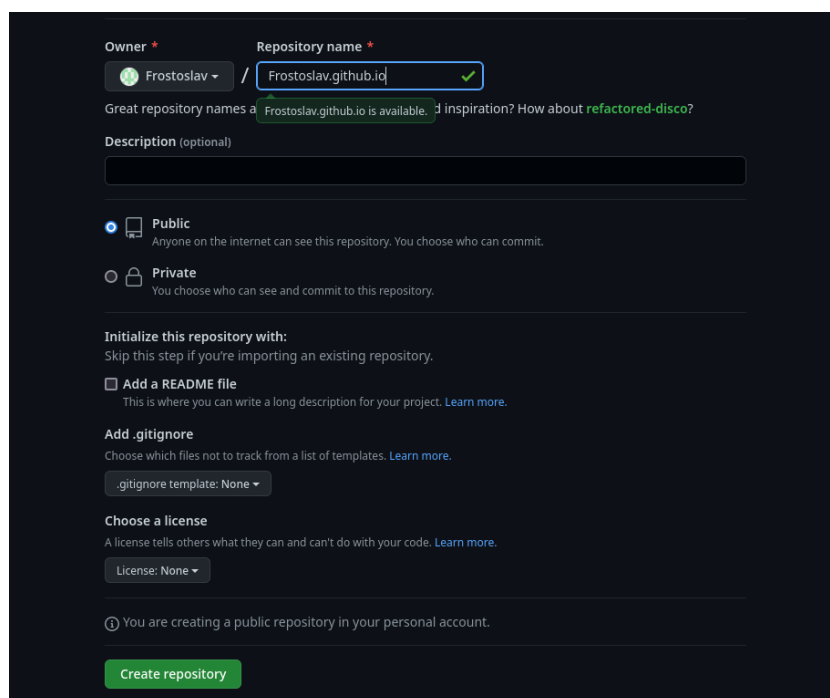 Owner * Repository name *
Frostoslav / Frostoslav.github.io
Great repository names a d inspiration? How about refactored-disco?
Frostoslav.github.io is available.
Description (optional)
Public
Anyone on the internet can see this repository. You choose who can commit.
Private
You choose who can see and commit to this repository.
Initialize this repository with:
Skip this step if you're importing an existing repository.
Add a README file
This is where you can write a long description for your project. Learn more.
Add .gitignore
Choose which files not to track from a list of templates. Learn more.
.gitignore template: None
Choose a license
A license tells others what they can and can't do with your code. Learn more.
License: None
You are creating a public repository in your personal account.
Create repository